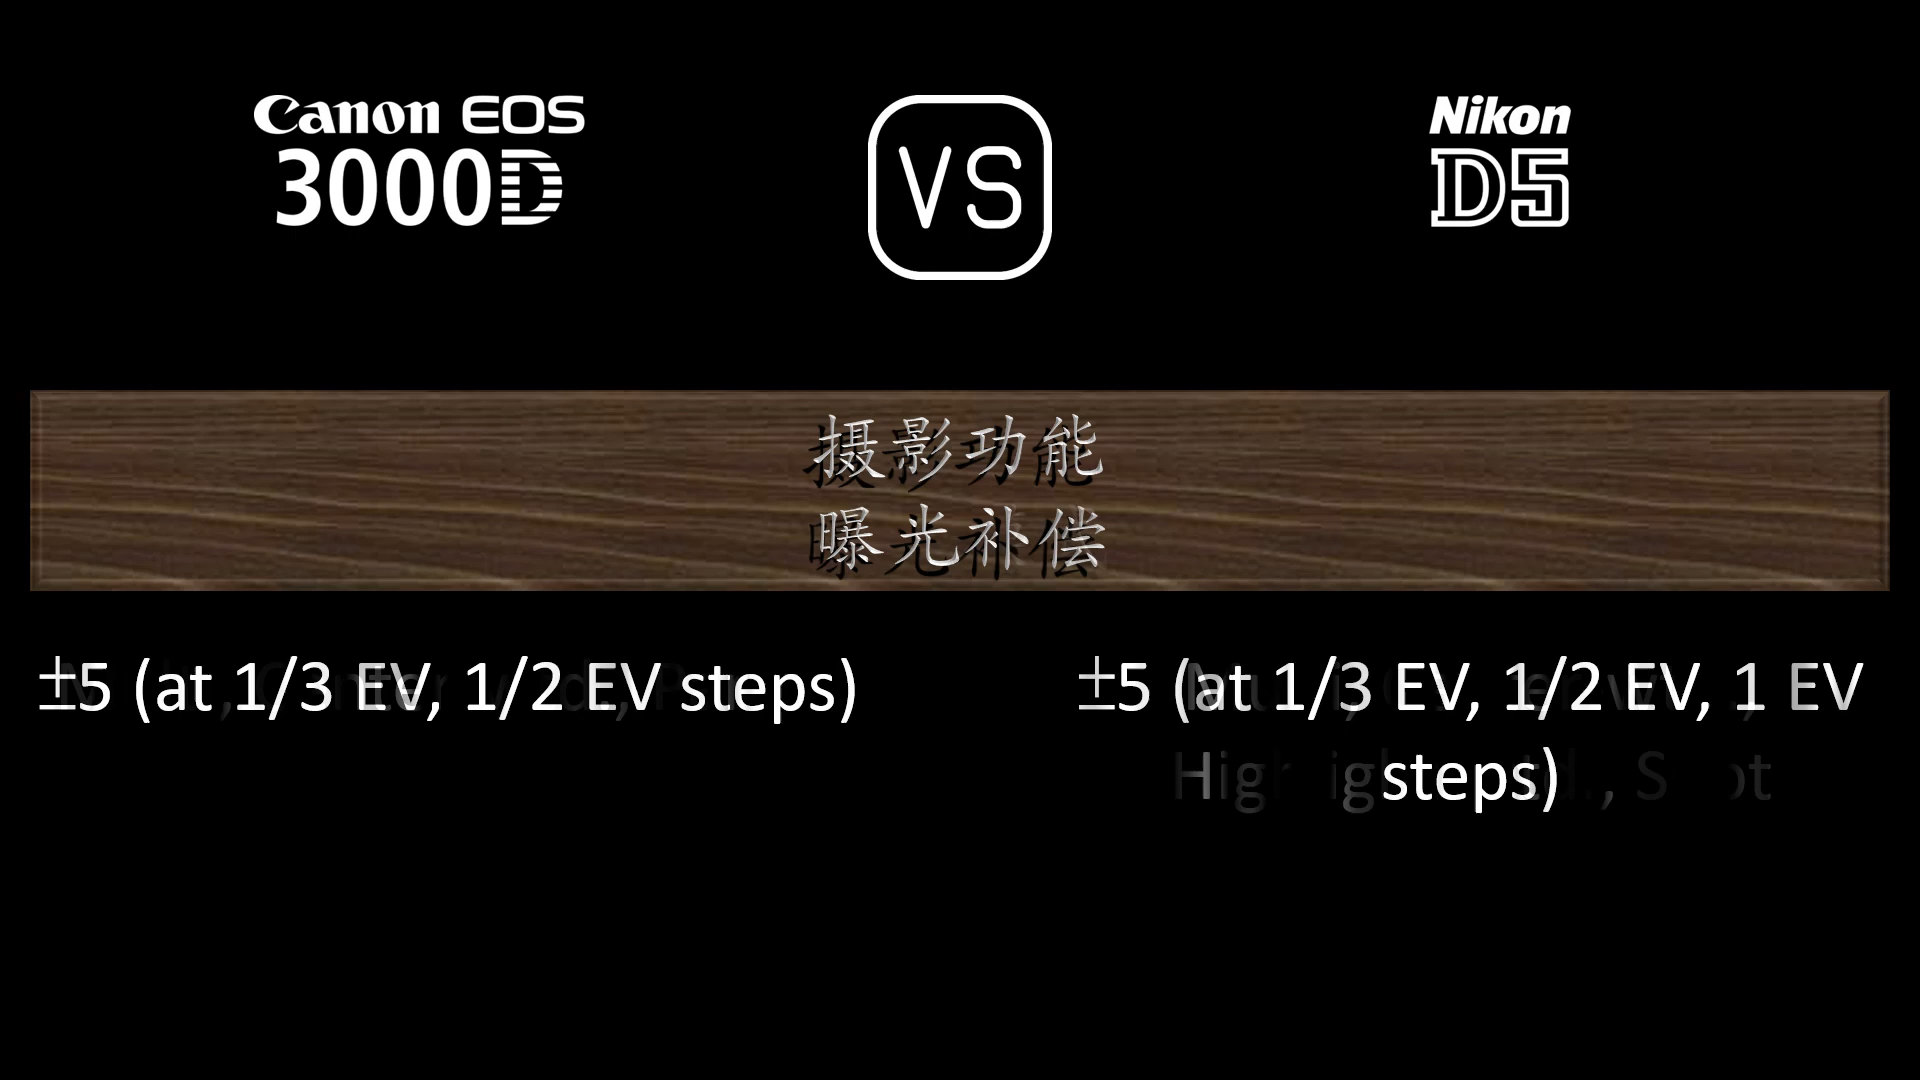 Canon EOS
3000D
VS
Nikon
D5
摄影功能
曝光补偿
±5 (at 1/3 EV, 1/2 EV steps)
±5 (at 1/3 EV, 1/2 EV, 1 EV
steps)